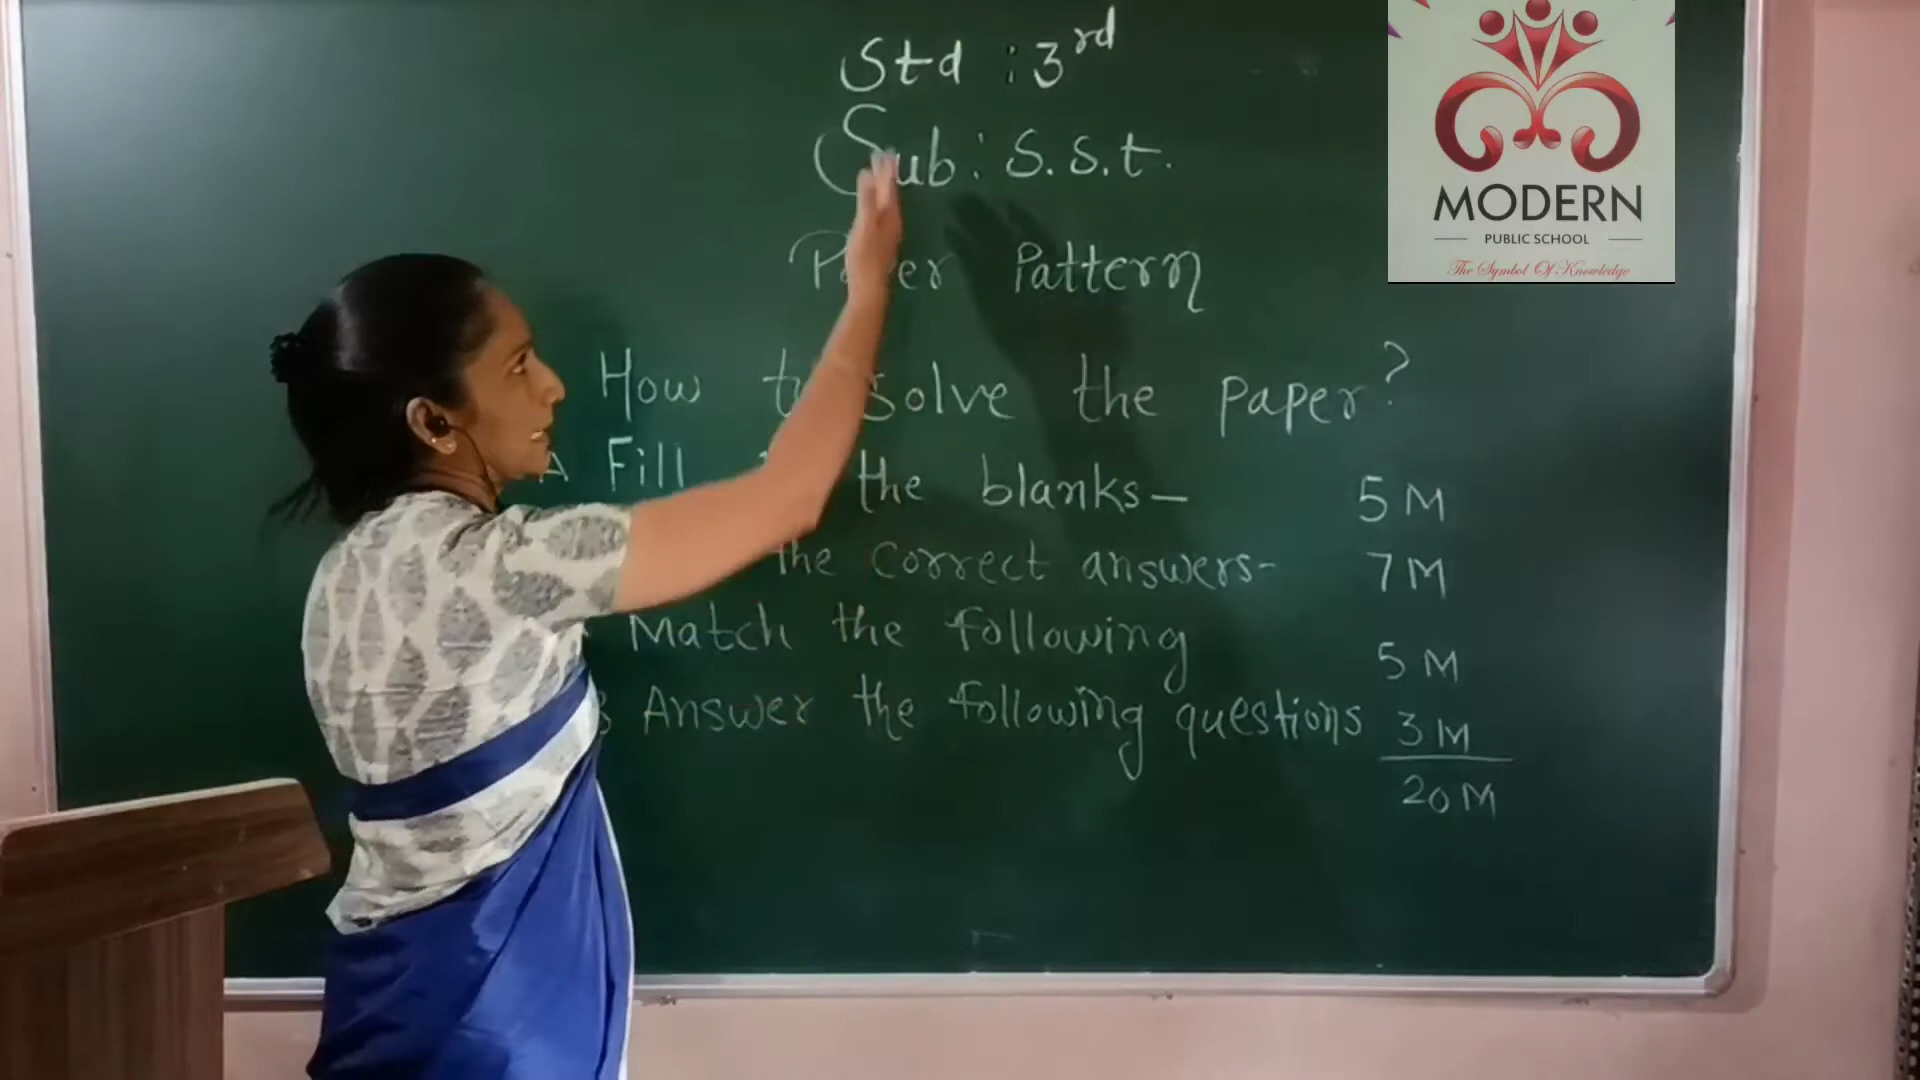 Std : 3rd
Sub : S.S.t.
Pattern
How solve the paper?
A Fill the blanks- 5 M
the correct answers- 7 M
Match the following 5 M
B Answer the following questions 3 M
20 M
MODERN
PUBLIC SCHOOL
The Symbol Of Knowledge